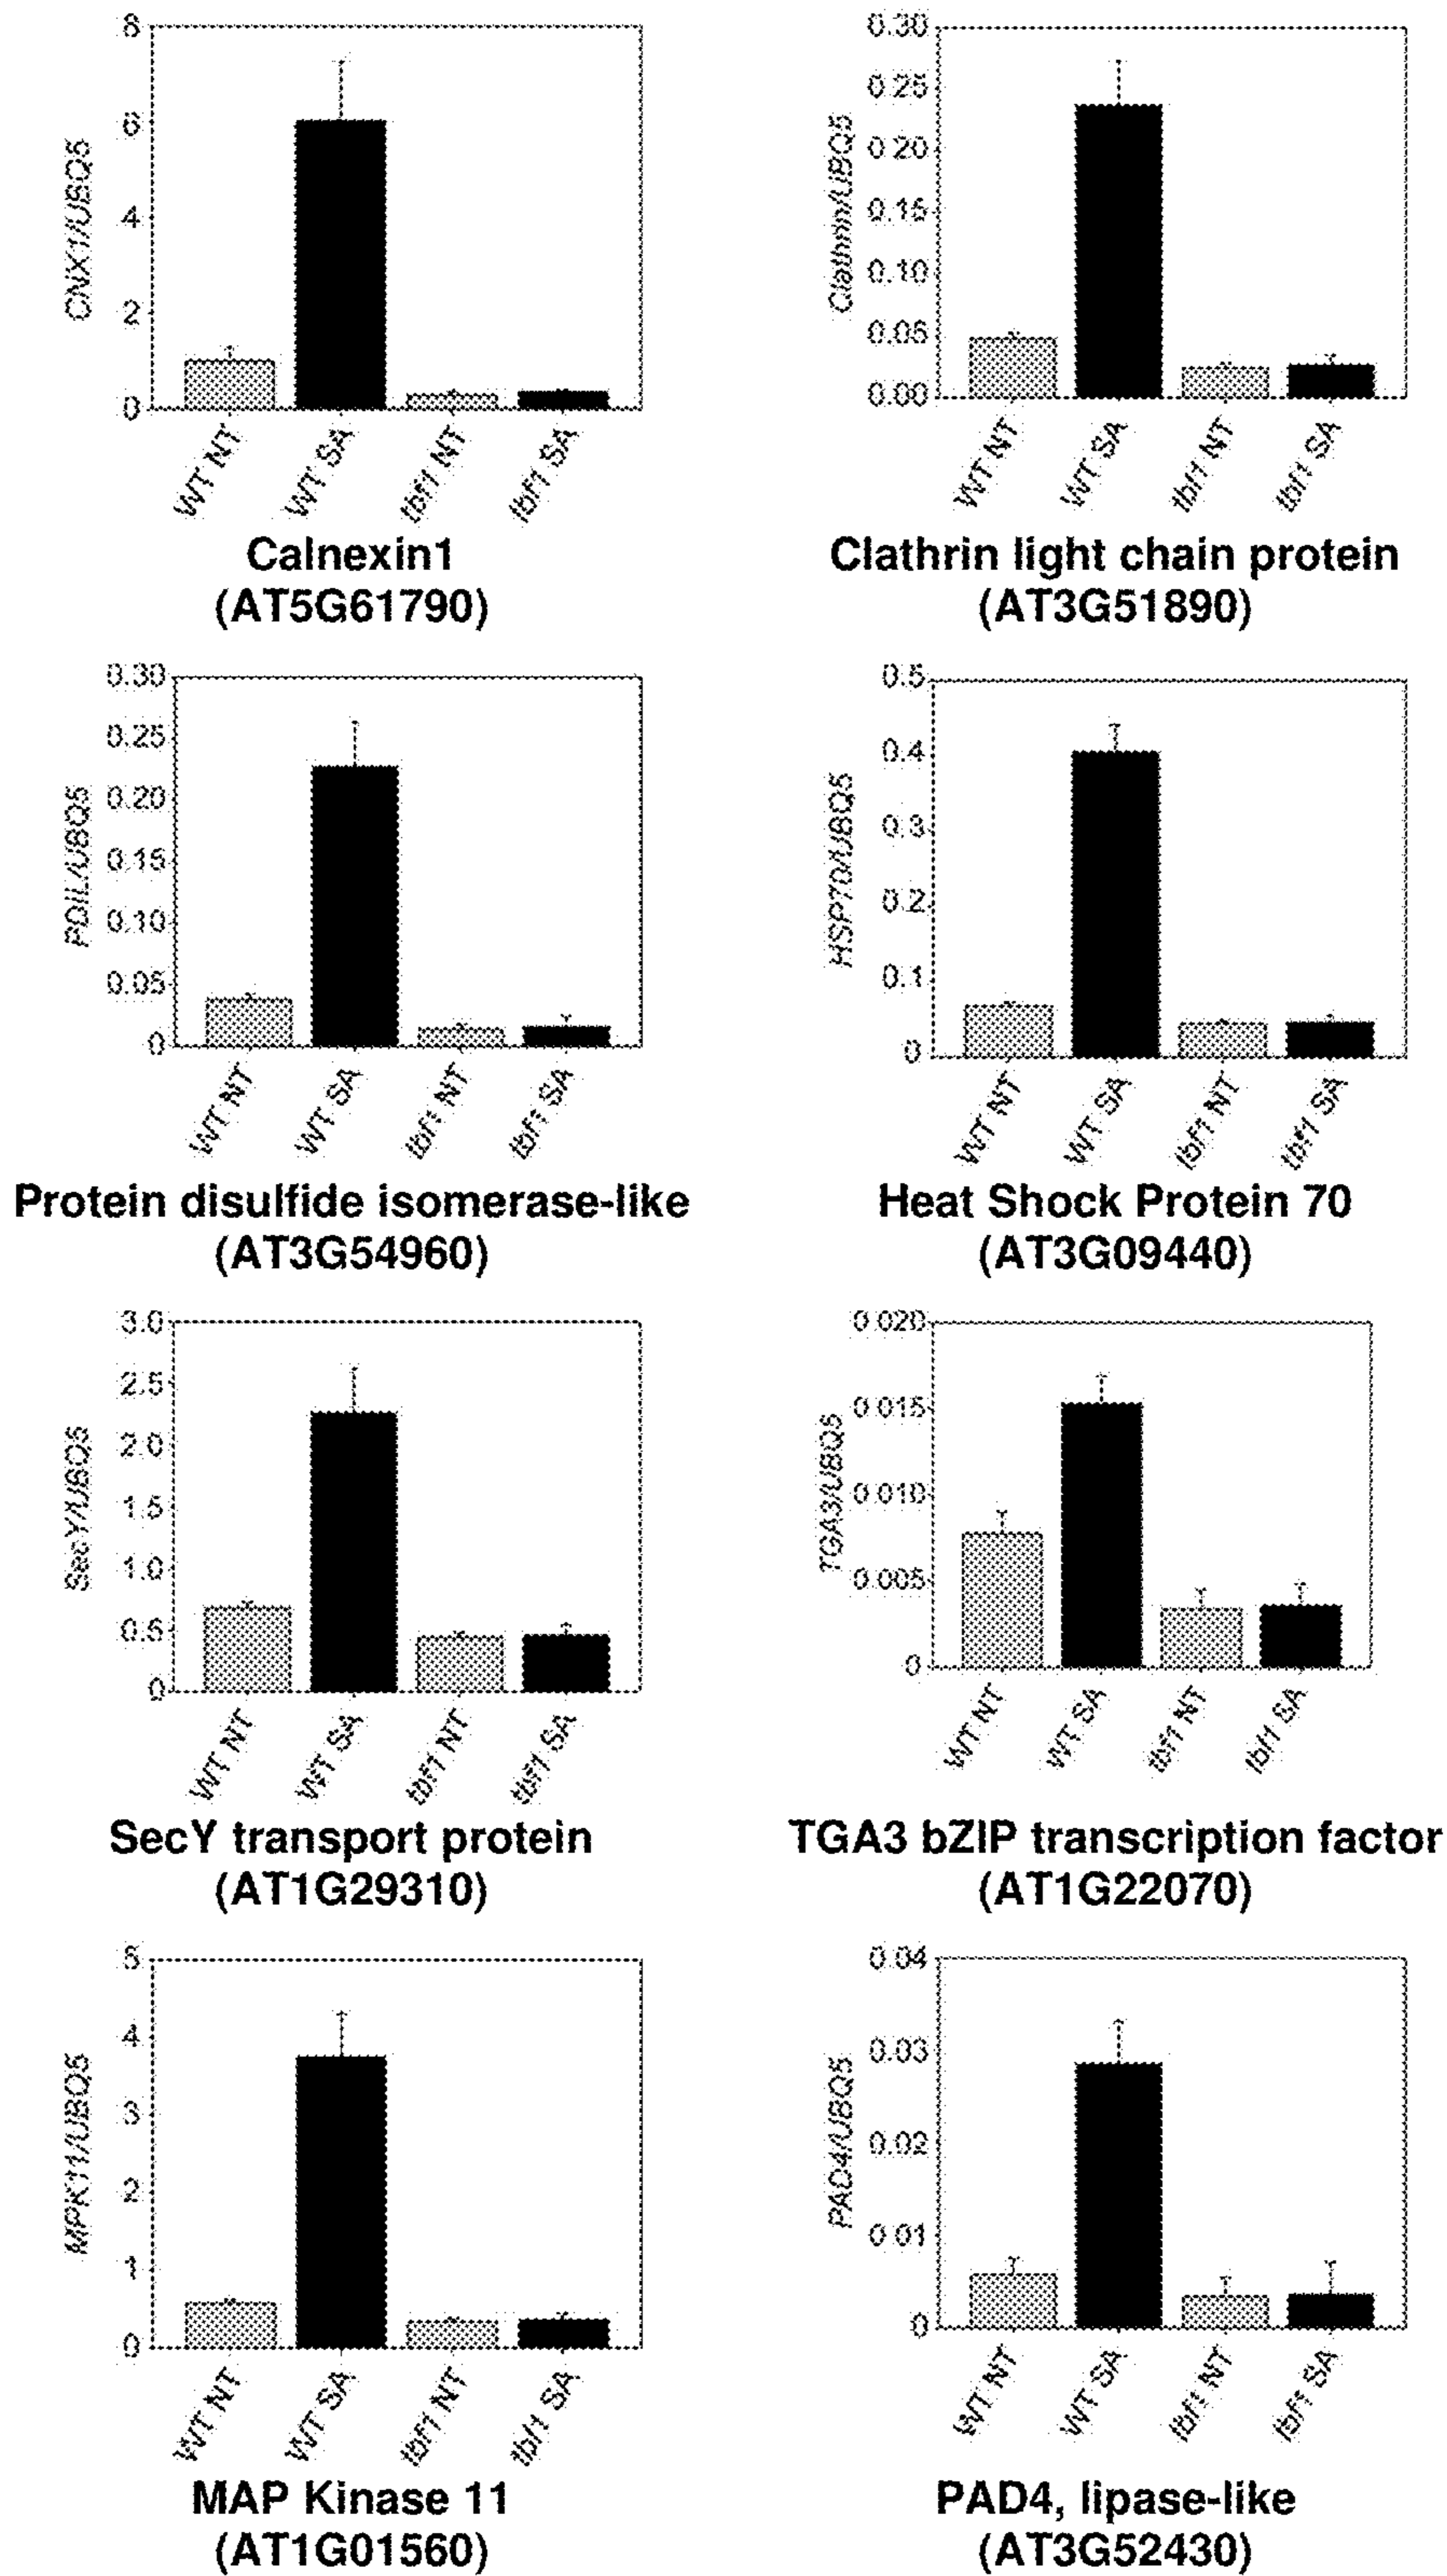 8
6
4
2
0
CNX1/UBQ5
WT NT
WT SA
tbf1 NT
tbf1 SA
Calnexin1
(AT5G61790)
0.30
0.25
0.20
0.15
0.10
0.05
0.00
Clathrin/UBQ5
WT NT
WT SA
tbf1 NT
tbf1 SA
Clathrin light chain protein
(AT3G51890)
0.30
0.25
0.20
0.15
0.10
0.05
0
PDIL/UBQ5
WT NT
WT SA
tbf1 NT
tbf1 SA
Protein disulfide isomerase-like
(AT3G54960)
0.5
0.4
0.3
0.2
0.1
0
HSP70/UBQ5
WT NT
WT SA
tbf1 NT
tbf1 SA
Heat Shock Protein 70
(AT3G09440)
3.0
2.5
2.0
1.5
1.0
0.5
0
SecY/UBQ5
WT NT
WT SA
tbf1 NT
tbf1 SA
SecY transport protein
(AT1G29310)
0.020
0.015
0.010
0.005
0
TGA3/UBQ5
WT NT
WT SA
tbf1 NT
tbf1 SA
TGA3 bZIP transcription factor
(AT1G22070)
5
4
3
2
1
0
MPK11/UBQ5
WT NT
WT SA
tbf1 NT
tbf1 SA
MAP Kinase 11
(AT1G01560)
0.04
0.03
0.02
0.01
0
PAD4/UBQ5
WT NT
WT SA
tbf1 NT
tbf1 SA
PAD4, lipase-like
(AT3G52430)